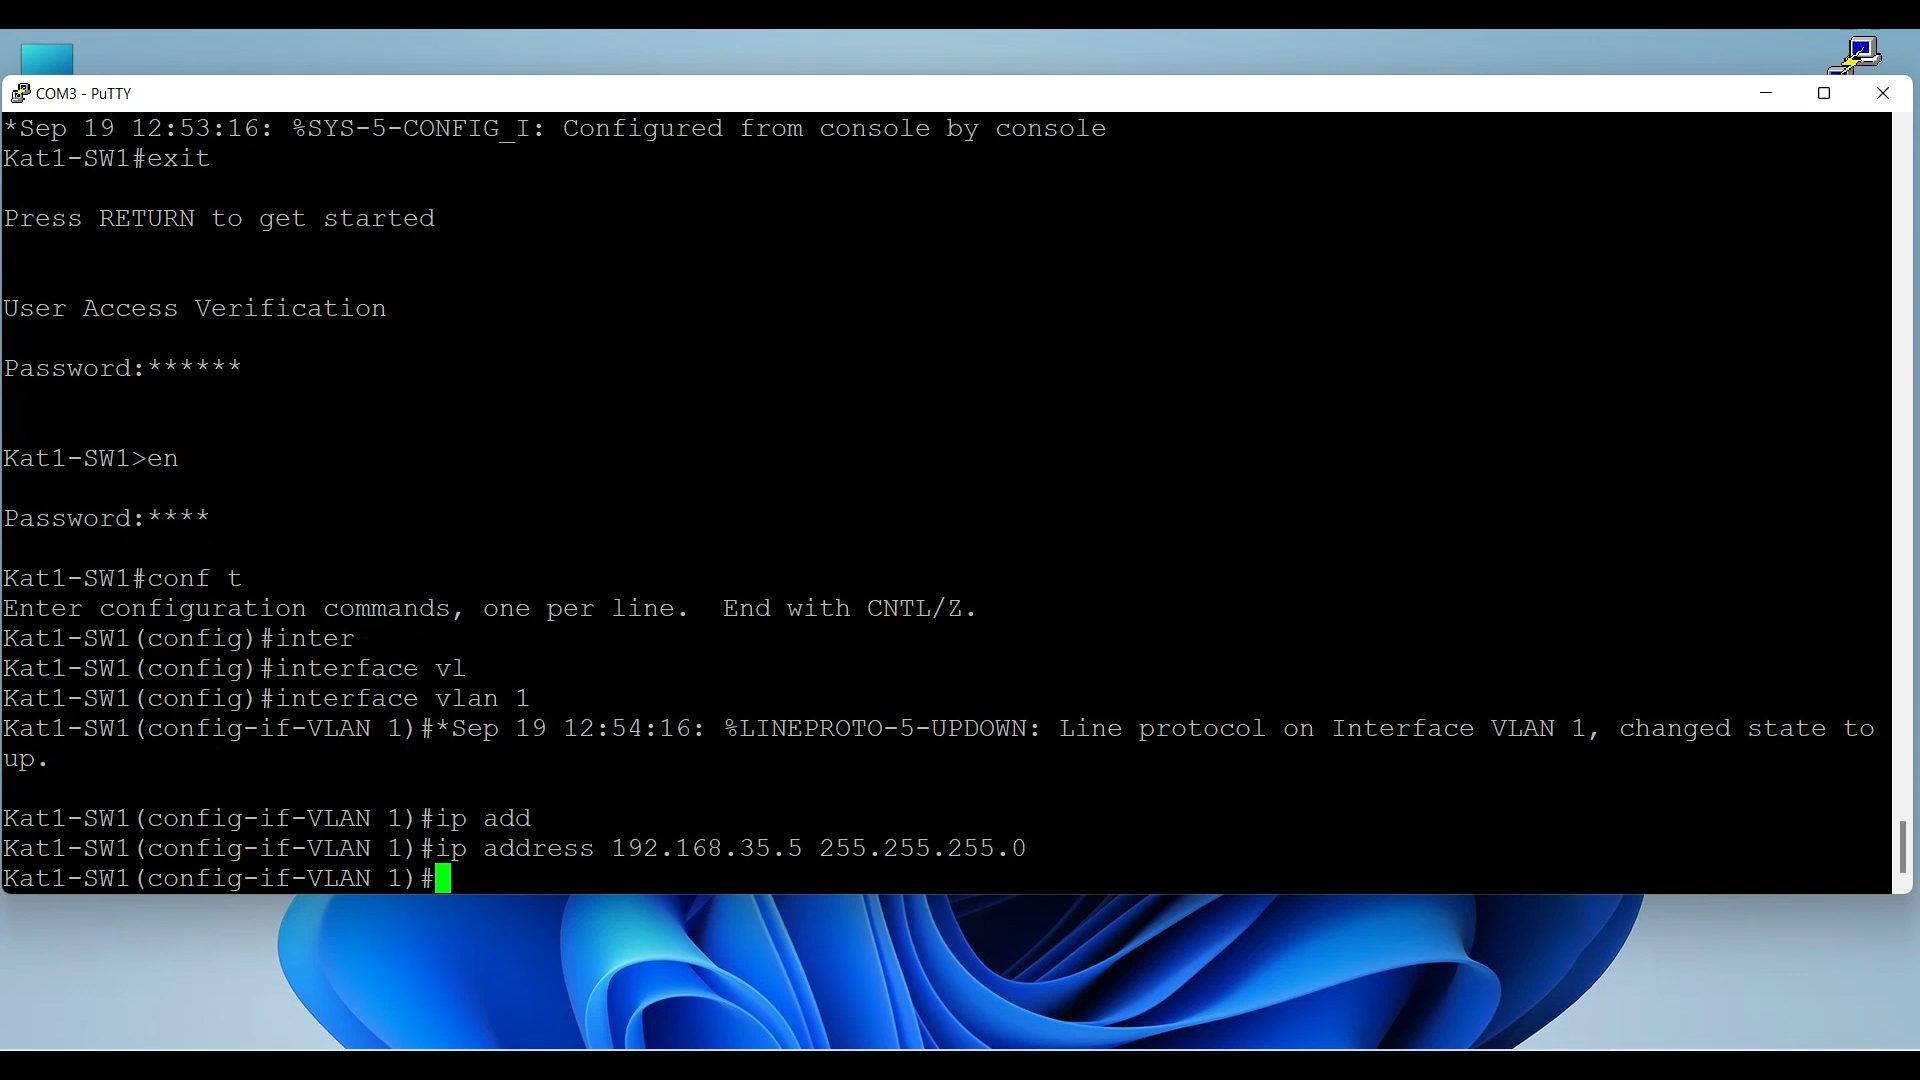 COM3 - PuTTY
*Sep 19 12:53:16: %SYS-5-CONFIG_I: Configured from console by console
Kat1-SW1#exit
Press RETURN to get started
User Access Verification
Password:******
Kat1-SW1>en
Password:****
Kat1-SW1#conf t
Enter configuration commands, one per line.  End with CNTL/Z.
Kat1-SW1(config)#inter
Kat1-SW1(config)#interface vl
Kat1-SW1(config)#interface vlan 1
Kat1-SW1(config-if-VLAN 1)#*Sep 19 12:54:16: %LINEPROTO-5-UPDOWN: Line protocol on Interface VLAN 1, changed state to
up.
Kat1-SW1(config-if-VLAN 1)#ip add
Kat1-SW1(config-if-VLAN 1)#ip address 192.168.35.5 255.255.255.0
Kat1-SW1(config-if-VLAN 1)#